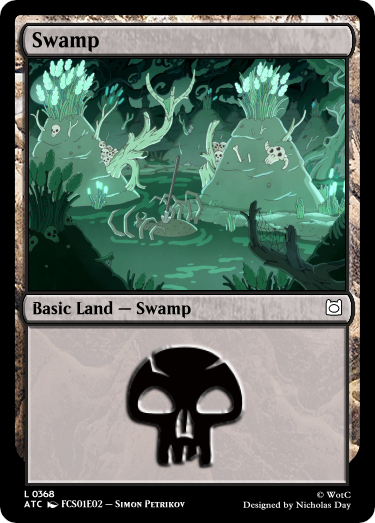 Swamp
Basic Land — Swamp
L 0368
ATC FCS01E02 – Simon Petrikov
© WotC
Designed by Nicholas Day